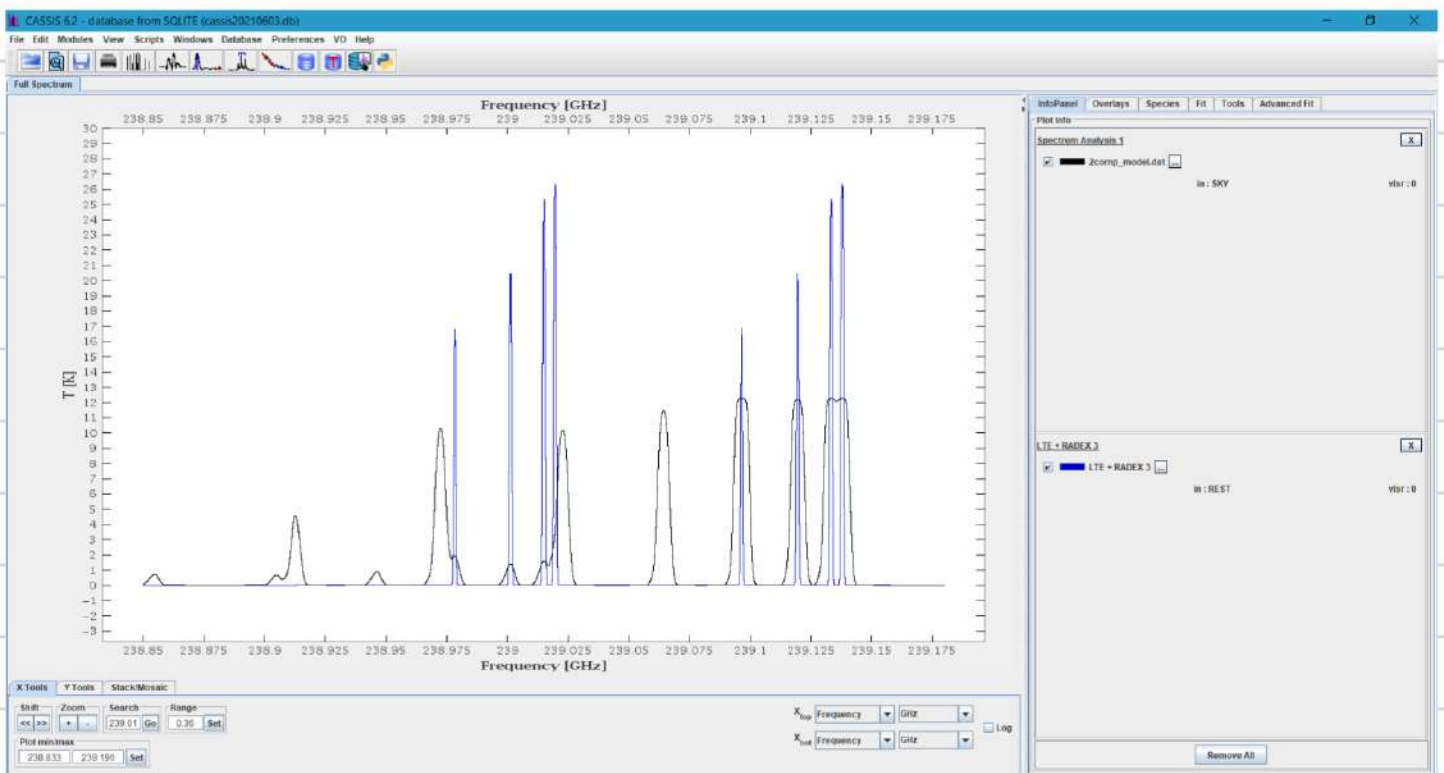 CASSIS 6.2 - database from SQLITE (cassis20210603.db)
File Edit Modules View Scripts Windows Database Preferences VO Help
Full Spectrum
Frequency [GHz]
238.85 238.875 238.9 238.925 238.95 238.975 239 239.025 239.05 239.075 239.1 239.125 239.15 239.175
30
29
28
27
26
25
24
23
22
21
20
19
18
17
16
15
14
13
12
11
10
9
8
7
6
5
4
3
2
1
0
-1
-2
-3
T [K]
238.85 238.875 238.9 238.925 238.95 238.975 239 239.025 239.05 239.075 239.1 239.125 239.15 239.175
Frequency [GHz]
InfoPanel Overlays Species Fit Tools Advanced Fit
Plot Info
Spectrum Analysis 1 X
2comp_model.dat ...
in : SKY vlsr : 0
LTE + RADEX 3 X
LTE + RADEX 3 ...
in : REST vlsr : 0
Remove All
X Tools Y Tools Stack/Mosaic
Shift Zoom Search Range
<< >> + - 239.01 Go 0.36 Set
Plot min/max
238.833 239.196 Set
Xtop Frequency GHz
Xbot Frequency GHz
Log